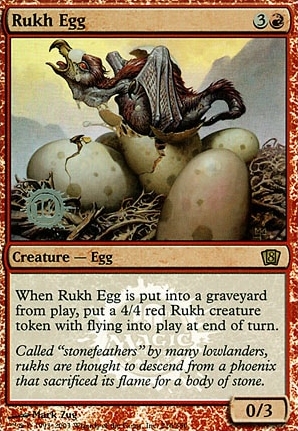 Rukh Egg 3
Creature — Egg 8
When Rukh Egg is put into a graveyard
from play, put a 4/4 red Rukh creature
token with flying into play at end of turn.
Called "stonefeathers" by many lowlanders,
rukhs are thought to descend from a phoenix
that sacrificed its flame for a body of stone.
0/3
Mark Zug